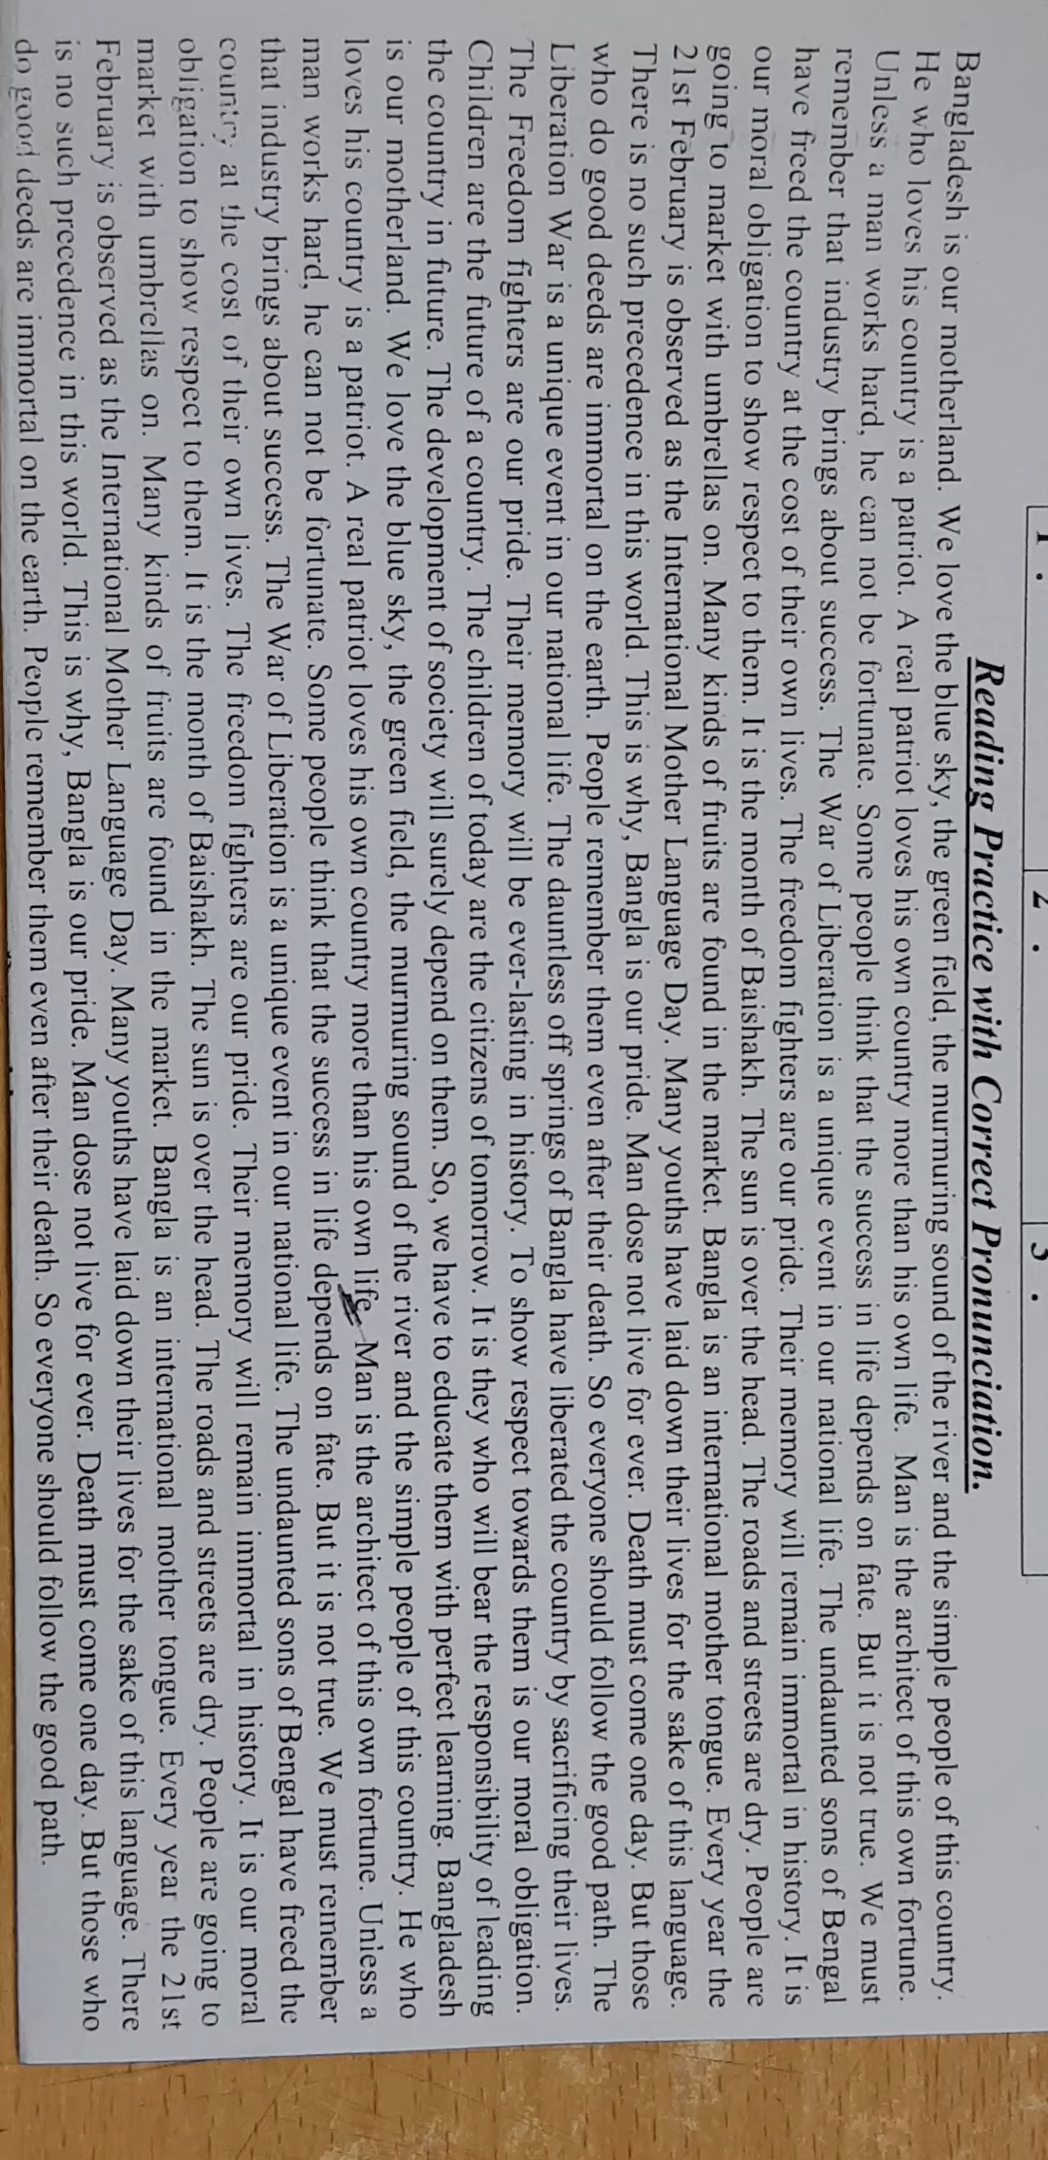 1 .
2 .
3 .
Reading Practice with Correct Pronunciation.
Bangladesh is our motherland. We love the blue sky, the green field, the murmuring sound of the river and the simple people of this country.
He who loves his country is a patriot. A real patriot loves his own country more than his own life. Man is the architect of this own fortune.
Unless a man works hard, he can not be fortunate. Some people think that the success in life depends on fate. But it is not true. We must
remember that industry brings about success. The War of Liberation is a unique event in our national life. The undaunted sons of Bengal
have freed the country at the cost of their own lives. The freedom fighters are our pride. Their memory will remain immortal in history. It is
our moral obligation to show respect to them. It is the month of Baishakh. The sun is over the head. The roads and streets are dry. People are
going to market with umbrellas on. Many kinds of fruits are found in the market. Bangla is an international mother tongue. Every year the
21st February is observed as the International Mother Language Day. Many youths have laid down their lives for the sake of this language.
There is no such precedence in this world. This is why, Bangla is our pride. Man dose not live for ever. Death must come one day. But those
who do good deeds are immortal on the earth. People remember them even after their death. So everyone should follow the good path. The
Liberation War is a unique event in our national life. The dauntless off springs of Bangla have liberated the country by sacrificing their lives.
The Freedom fighters are our pride. Their memory will be ever-lasting in history. To show respect towards them is our moral obligation.
Children are the future of a country. The children of today are the citizens of tomorrow. It is they who will bear the responsibility of leading
the country in future. The development of society will surely depend on them. So, we have to educate them with perfect learning. Bangladesh
is our motherland. We love the blue sky, the green field, the murmuring sound of the river and the simple people of this country. He who
loves his country is a patriot. A real patriot loves his own country more than his own life. Man is the architect of this own fortune. Unless a
man works hard, he can not be fortunate. Some people think that the success in life depends on fate. But it is not true. We must remember
that industry brings about success. The War of Liberation is a unique event in our national life. The undaunted sons of Bengal have freed the
country at the cost of their own lives. The freedom fighters are our pride. Their memory will remain immortal in history. It is our moral
obligation to show respect to them. It is the month of Baishakh. The sun is over the head. The roads and streets are dry. People are going to
market with umbrellas on. Many kinds of fruits are found in the market. Bangla is an international mother tongue. Every year the 21st
February is observed as the International Mother Language Day. Many youths have laid down their lives for the sake of this language. There
is no such precedence in this world. This is why, Bangla is our pride. Man dose not live for ever. Death must come one day. But those who
do good deeds are immortal on the earth. People remember them even after their death. So everyone should follow the good path.